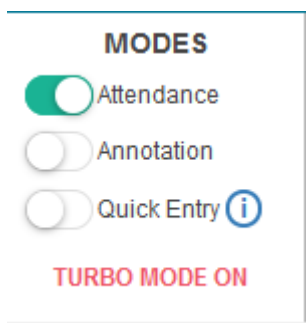 MODES
Attendance
Annotation
Quick Entry
TURBO MODE ON